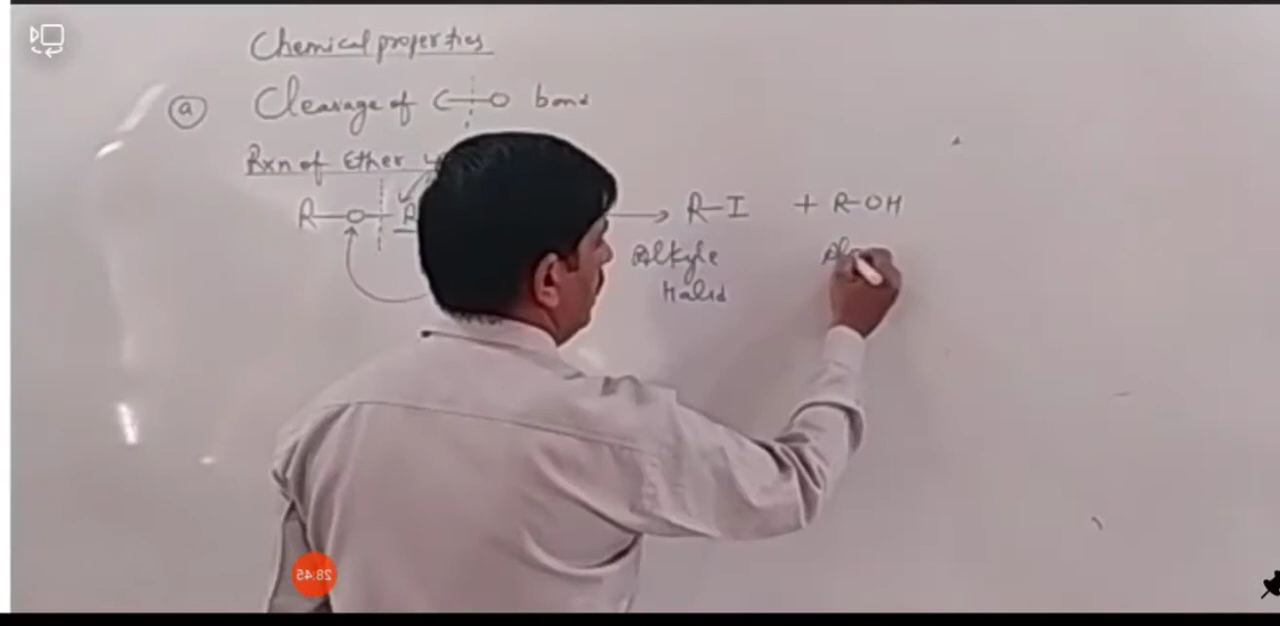 Chemical properties
(a) Cleavage of C–O bond
Rxn of Ether
R–O– R → R–I + R–OH
Alkyle
Halid
28:45